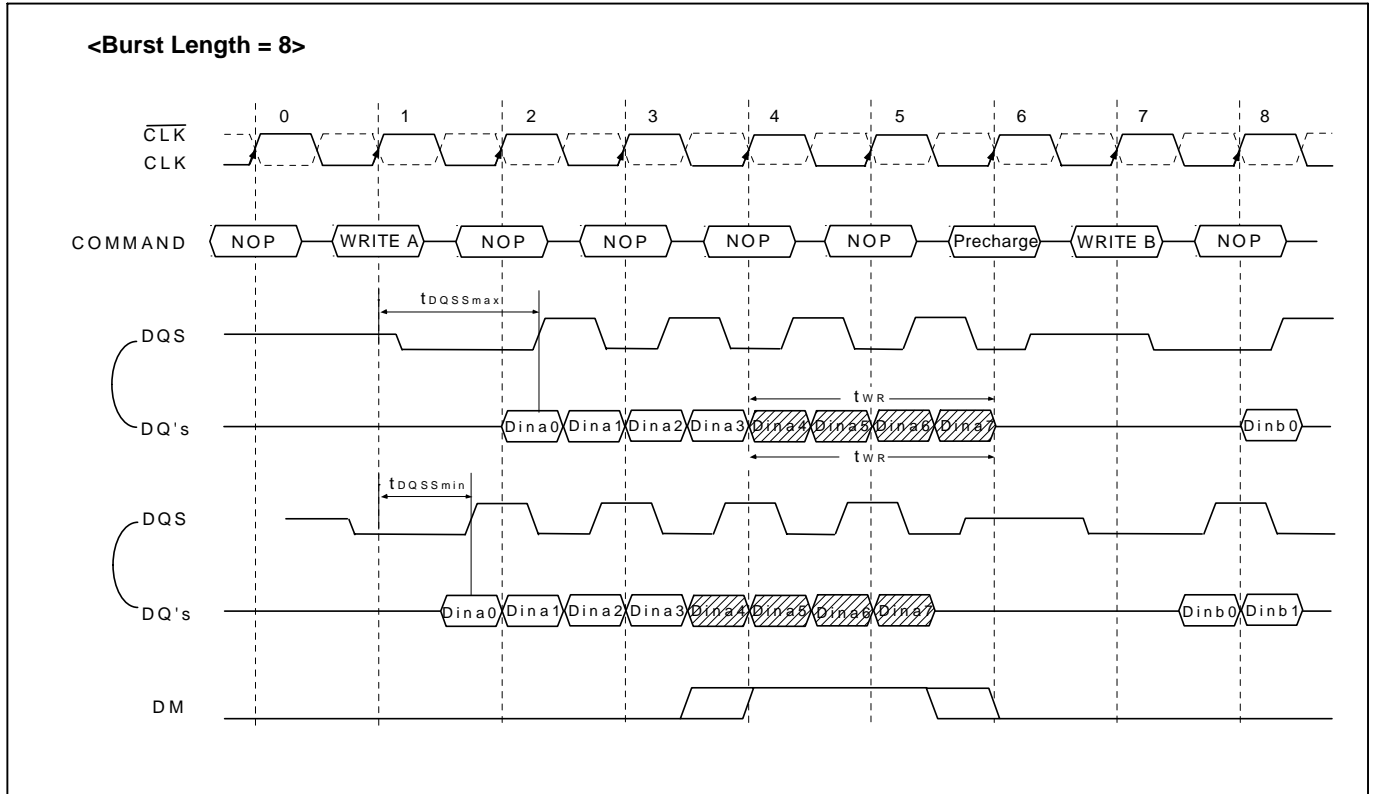 <Burst Length = 8>
0 1 2 3 4 5 6 7 8
CLK
CLK
COMMAND NOP WRITE A NOP NOP NOP NOP Precharge WRITE B NOP
tDQSSmax
DQS
tWR
DQ's Dina0 Dina1 Dina2 Dina3 Dina4 Dina5 Dina6 Dina7 Dinb0
tWR
tDQSSmin
DQS
DQ's Dina0 Dina1 Dina2 Dina3 Dina4 Dina5 Dina6 Dina7 Dinb0 Dinb1
DM